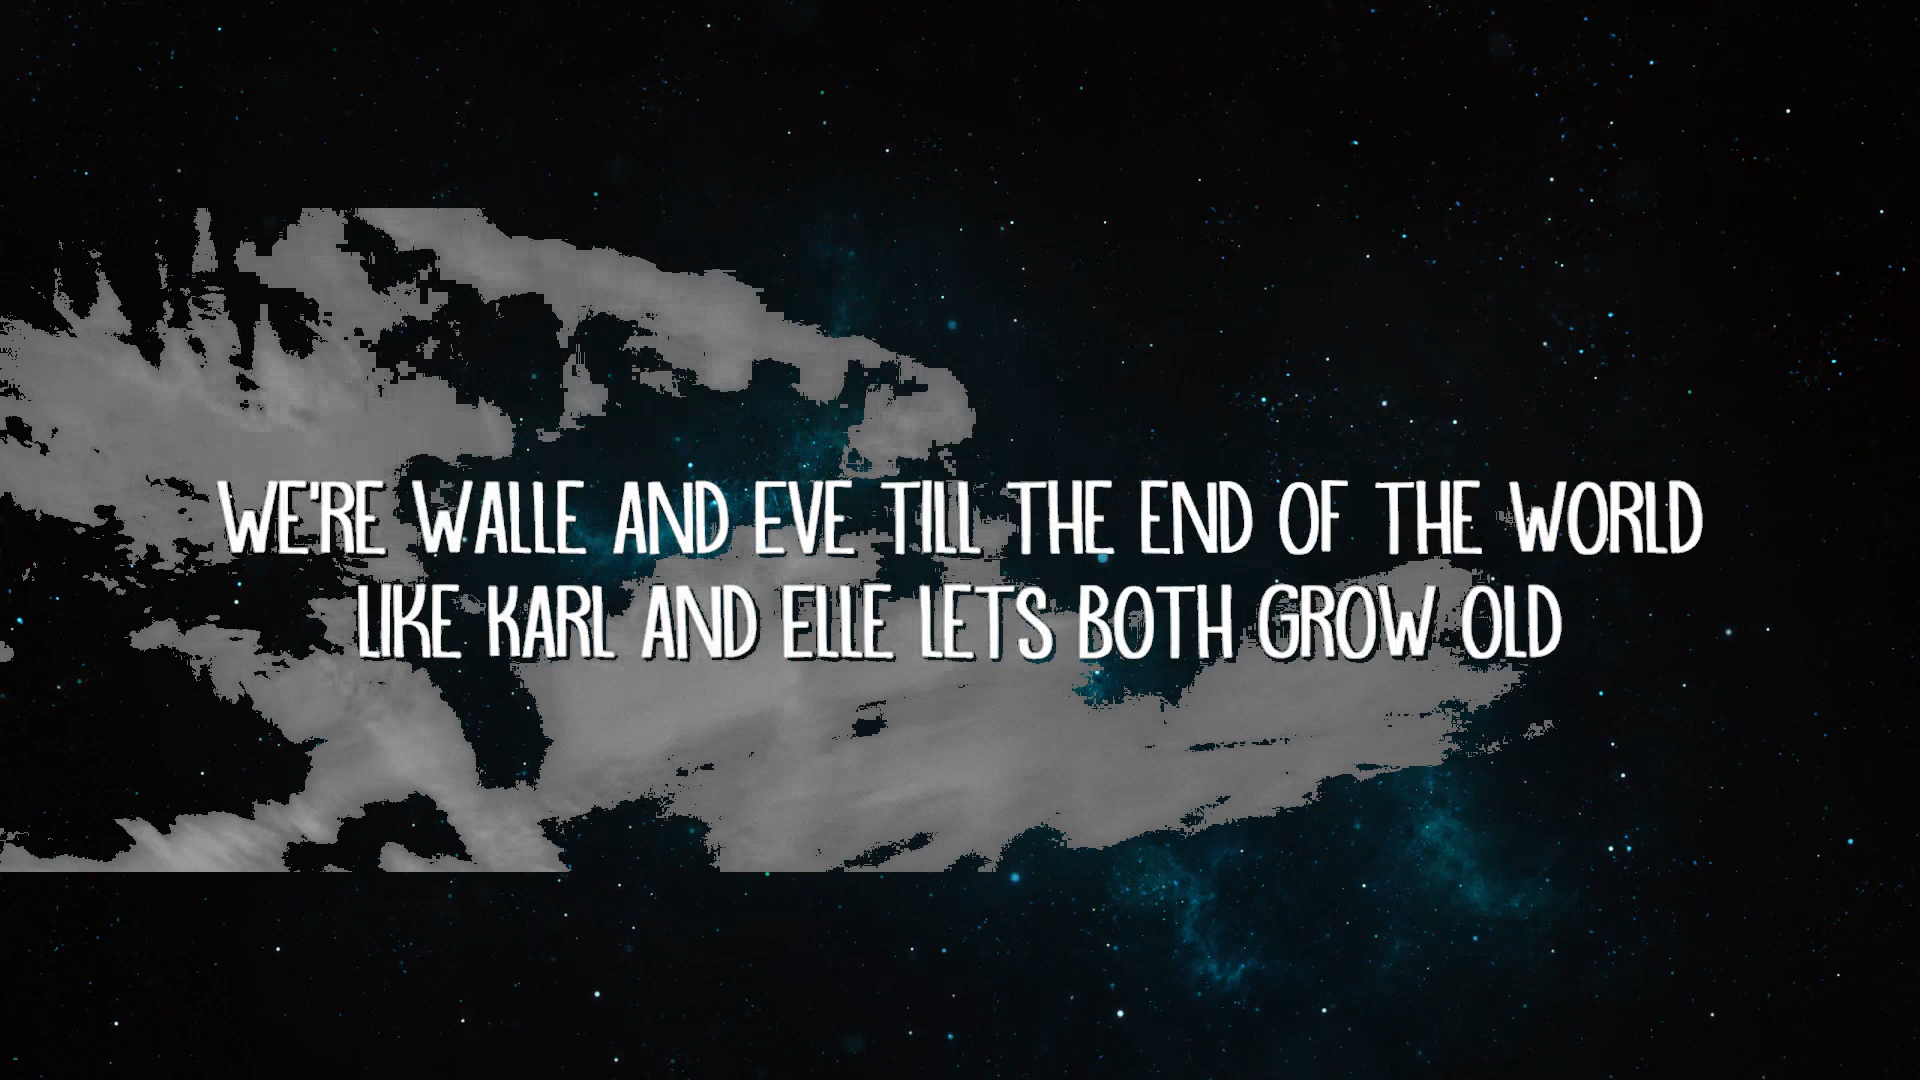 WE'RE WALLE AND EVE TILL THE END OF THE WORLD
LIKE KARL AND ELLE LETS BOTH GROW OLD